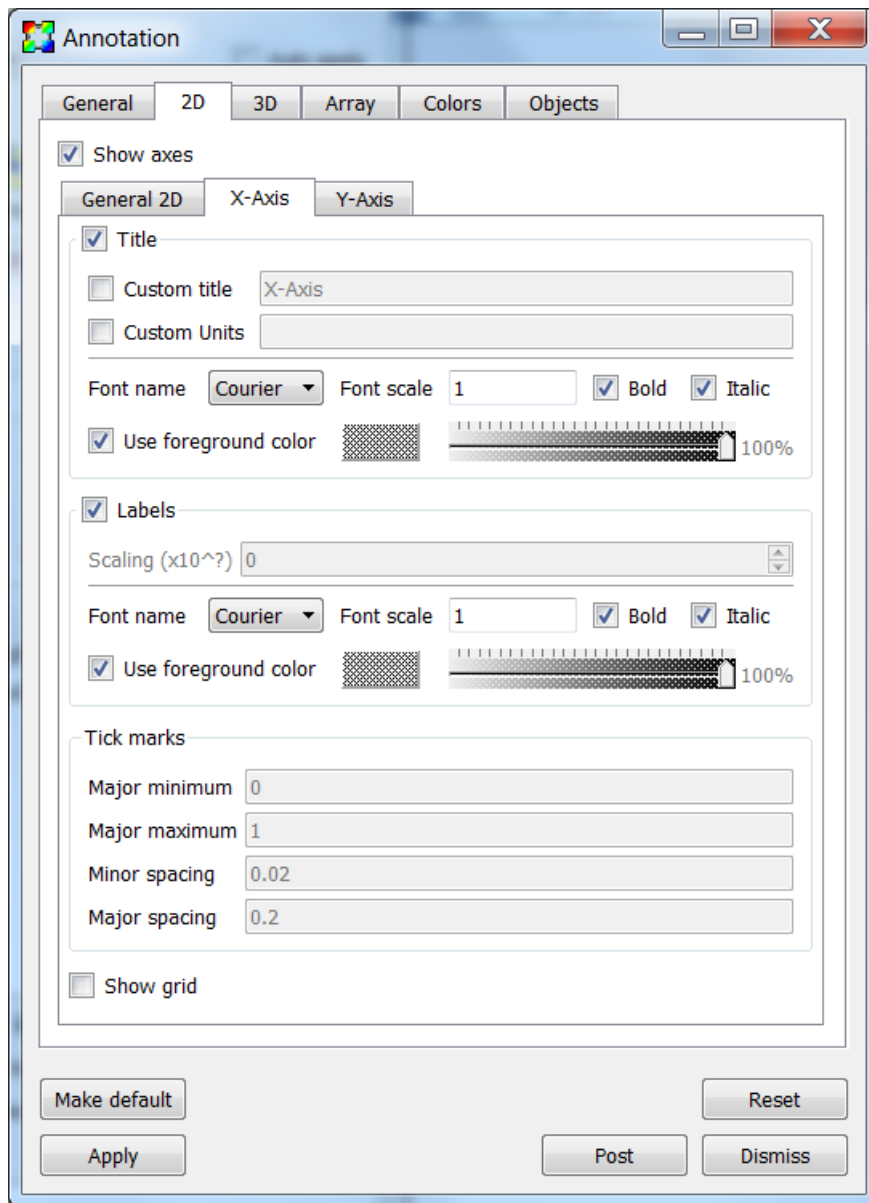 Annotation
General 2D 3D Array Colors Objects
Show axes
General 2D X-Axis Y-Axis
Title
Custom title X-Axis
Custom Units
Font name Courier Font scale 1 Bold Italic
Use foreground color 100%
Labels
Scaling (x10^?) 0
Font name Courier Font scale 1 Bold Italic
Use foreground color 100%
Tick marks
Major minimum 0
Major maximum 1
Minor spacing 0.02
Major spacing 0.2
Show grid
Make default Reset
Apply Post Dismiss